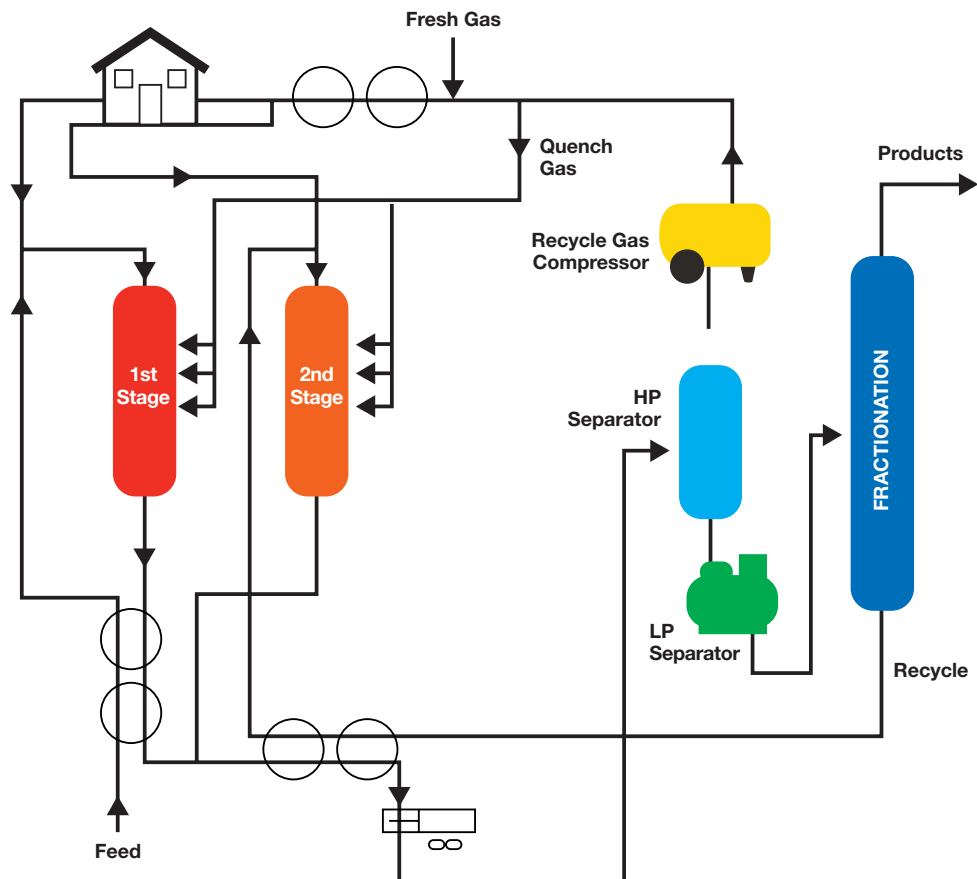 Fresh Gas
Quench
Gas
Products
Recycle Gas
Compressor
1st
Stage
2nd
Stage
HP
Separator
FRACTIONATION
LP
Separator
Recycle
Feed